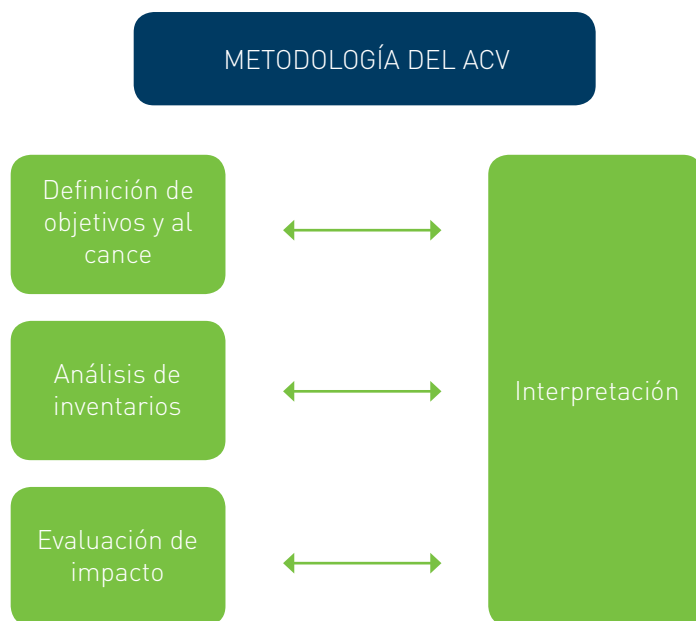 METODOLOGÍA DEL ACV
Definición de
objetivos y al
cance
Análisis de
inventarios
Interpretación
Evaluación de
impacto